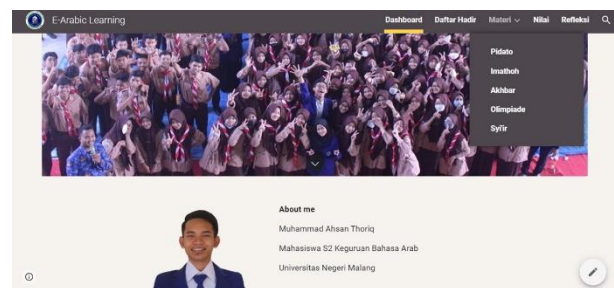 E-Arabic Learning
Dashboard Daftar Hadir Materi Nilai Refleksi
Pidato
Imathoh
Akhbar
Olimpiade
Syi'ir
About me
Muhammad Ahsan Thoriq
Mahasiswa S2 Keguruan Bahasa Arab
Universitas Negeri Malang